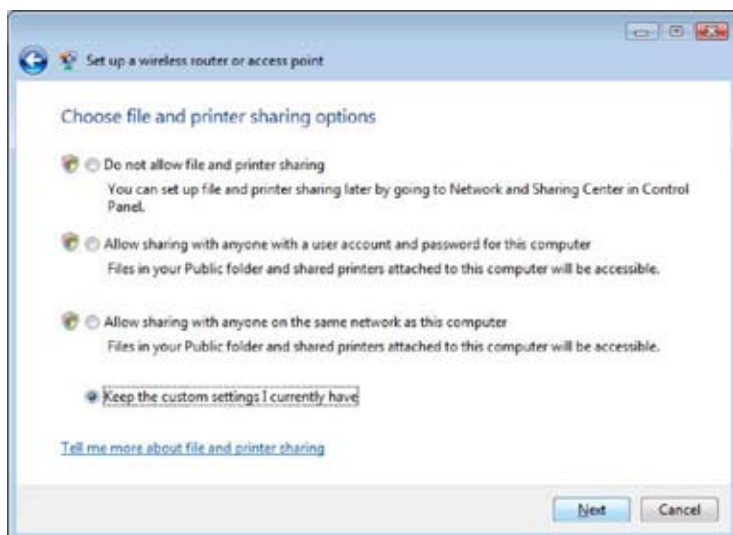 Set up a wireless router or access point
Choose file and printer sharing options
Do not allow file and printer sharing
You can set up file and printer sharing later by going to Network and Sharing Center in Control
Panel.
Allow sharing with anyone with a user account and password for this computer
Files in your Public folder and shared printers attached to this computer will be accessible.
Allow sharing with anyone on the same network as this computer
Files in your Public folder and shared printers attached to this computer will be accessible.
Keep the custom settings I currently have
Tell me more about file and printer sharing
Next
Cancel